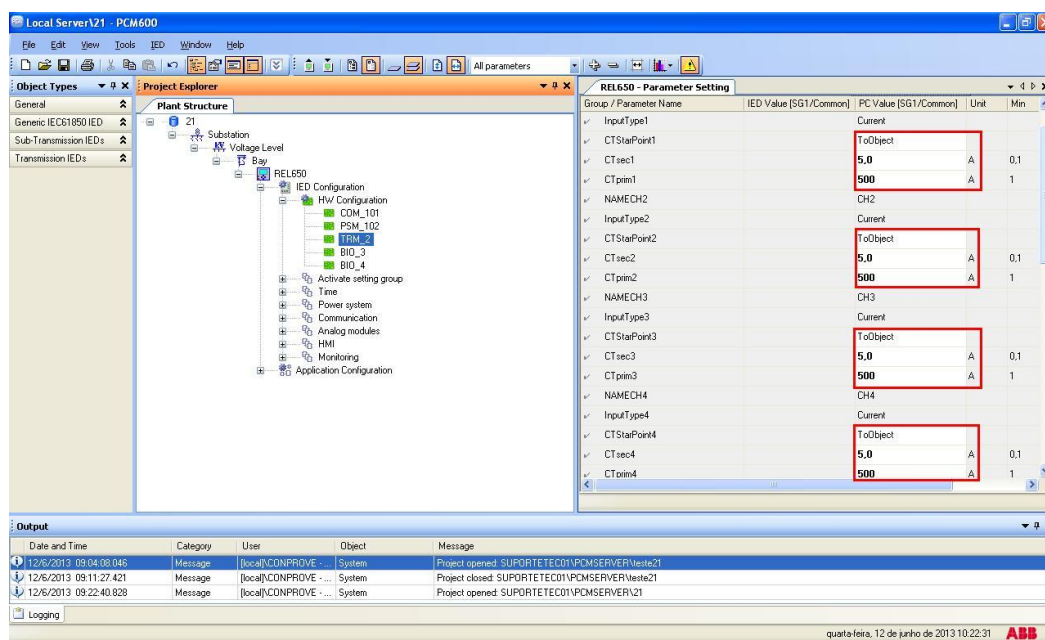 Local Server\21 - PCM600
File Edit View Tools IED Window Help
All parameters
Object Types
General
Generic IEC61850 IED
Sub-Transmission IEDs
Transmission IEDs
Project Explorer
Plant Structure
21
Substation
Voltage Level
Bay
REL650
IED Configuration
HW Configuration
COM_101
PSM_102
TRM_2
BIO_3
BIO_4
Activate setting group
Time
Power system
Communication
Analog modules
HMI
Monitoring
Application Configuration
REL650 - Parameter Setting
Group / Parameter Name IED Value [SG1/Common] PC Value [SG1/Common] Unit Min
InputType1 Current
CTStarPoint1 ToObject
CTsec1 5,0 A 0,1
CTprim1 500 A 1
NAMECH2 CH2
InputType2 Current
CTStarPoint2 ToObject
CTsec2 5,0 A 0,1
CTprim2 500 A 1
NAMECH3 CH3
InputType3 Current
CTStarPoint3 ToObject
CTsec3 5,0 A 0,1
CTprim3 500 A 1
NAMECH4 CH4
InputType4 Current
CTStarPoint4 ToObject
CTsec4 5,0 A 0,1
CTprim4 500 A 1
Output
Date and Time Category User Object Message
12/6/2013 09:04:08.046 Message [local]\CONPROVE - ... System Project opened: SUPORTETEC01\PCMSERVER\teste21
12/6/2013 09:11:27.421 Message [local]\CONPROVE - ... System Project closed: SUPORTETEC01\PCMSERVER\teste21
12/6/2013 09:22:40.828 Message [local]\CONPROVE - ... System Project opened: SUPORTETEC01\PCMSERVER\21
Logging
quarta-feira, 12 de junho de 2013 10:22:31 ABB